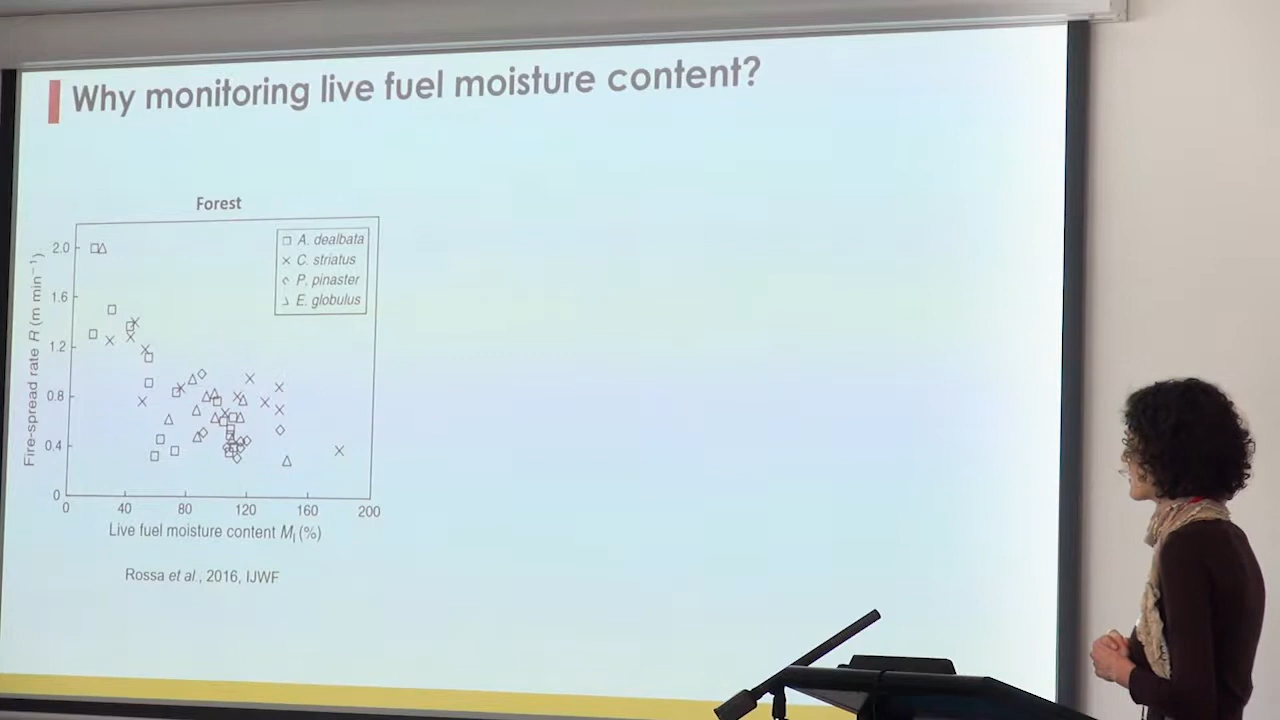 Why monitoring live fuel moisture content?
Forest
□ A. dealbata
× C. striatus
◇ P. pinaster
△ E. globulus
Fire-spread rate R (m min⁻¹)
2.0
1.6
1.2
0.8
0.4
0
0 40 80 120 160 200
Live fuel moisture content Mₗ (%)
Rossa et al., 2016, IJWF